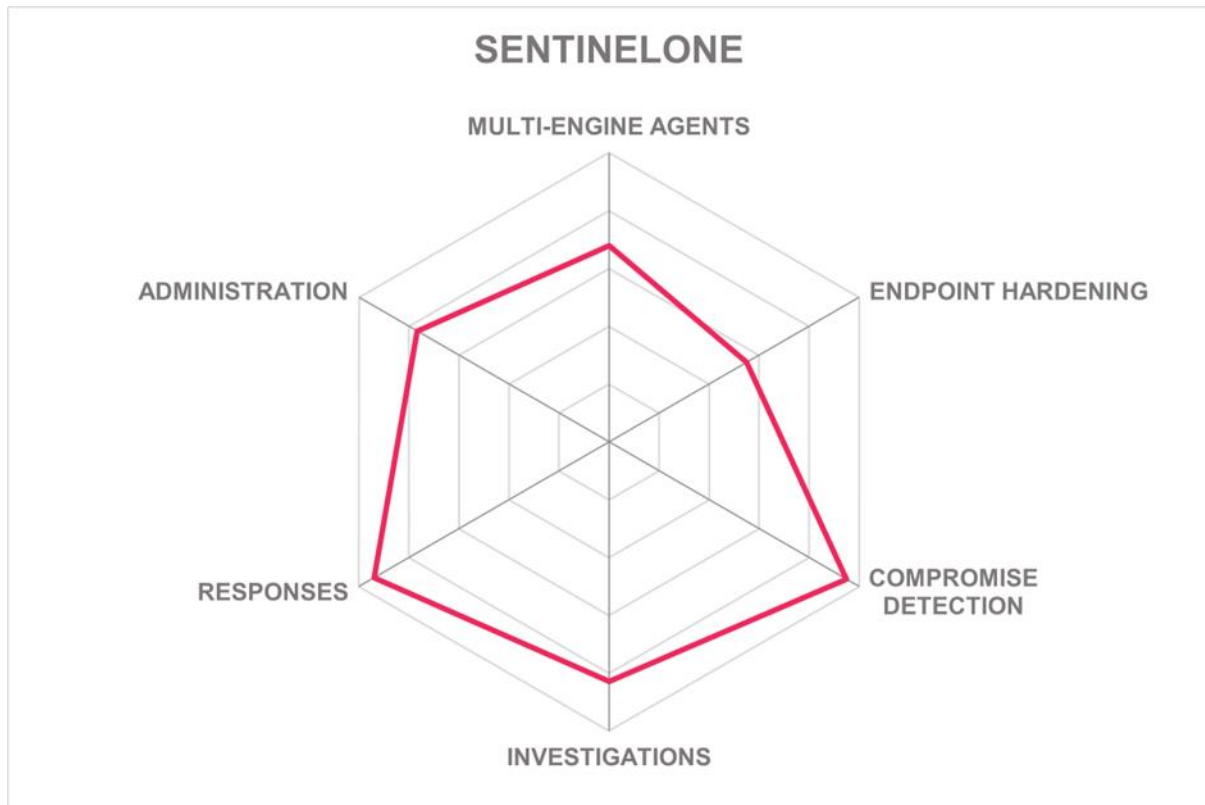 SENTINELONE
MULTI-ENGINE AGENTS
ADMINISTRATION
ENDPOINT HARDENING
RESPONSES
COMPROMISE
DETECTION
INVESTIGATIONS